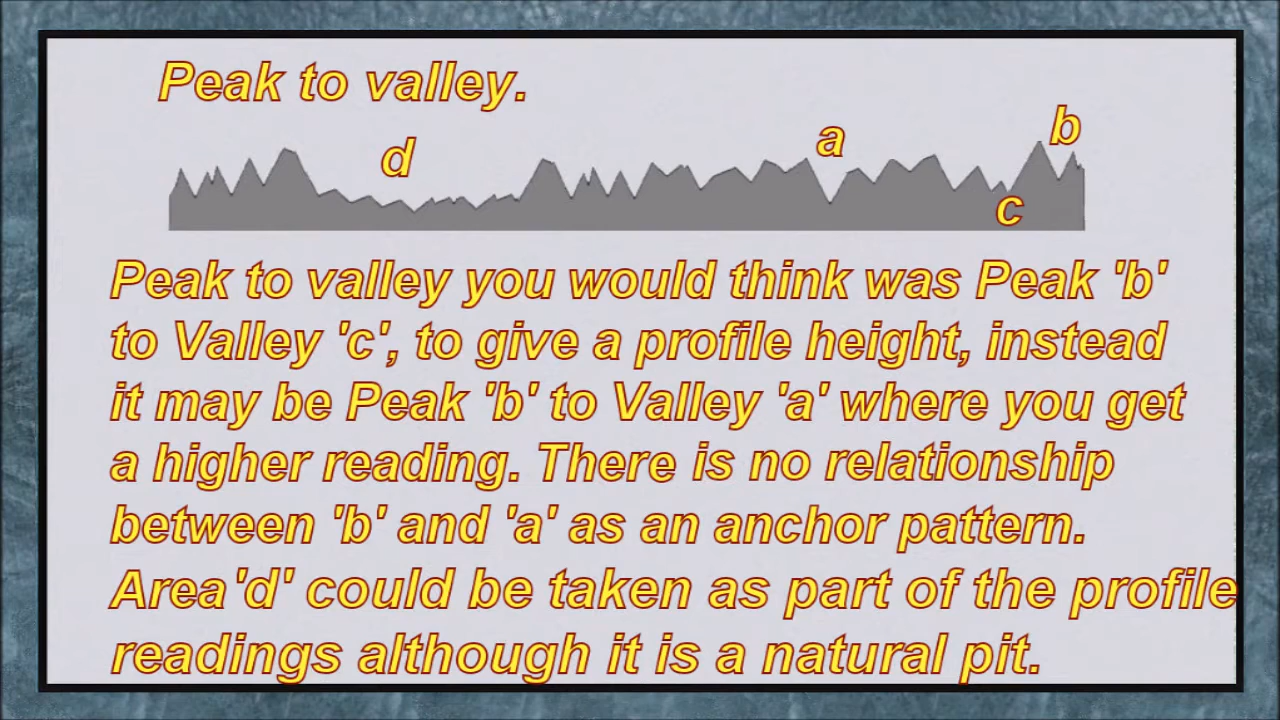 Peak to valley.
d
a
b
c
Peak to valley you would think was Peak 'b'
to Valley 'c', to give a profile height, instead
it may be Peak 'b' to Valley 'a' where you get
a higher reading. There is no relationship
between 'b' and 'a' as an anchor pattern.
Area 'd' could be taken as part of the profile
readings although it is a natural pit.